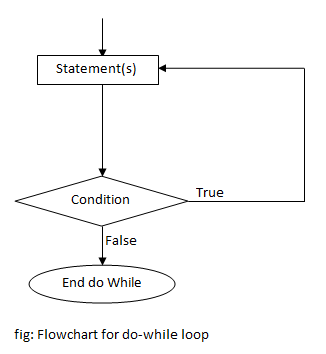 Statement(s)
True
Condition
False
End do While
fig: Flowchart for do-while loop